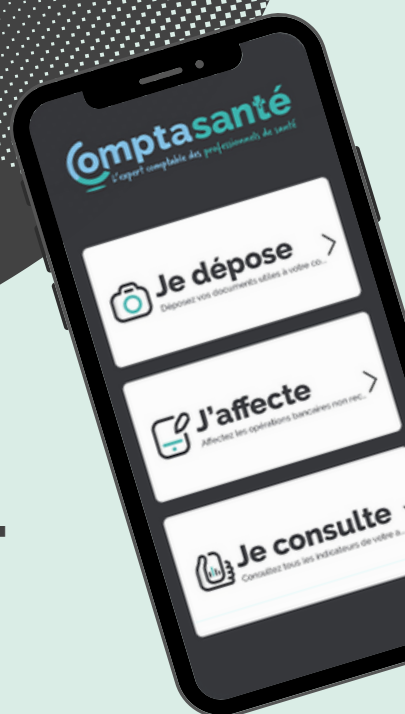 Comptasanté
L'expert comptable des professionnels de santé
Je dépose
Déposez vos documents utiles à votre co...
J'affecte
Affectez les opérations bancaires non rec...
Je consulte
Consultez tous les indicateurs de votre a...